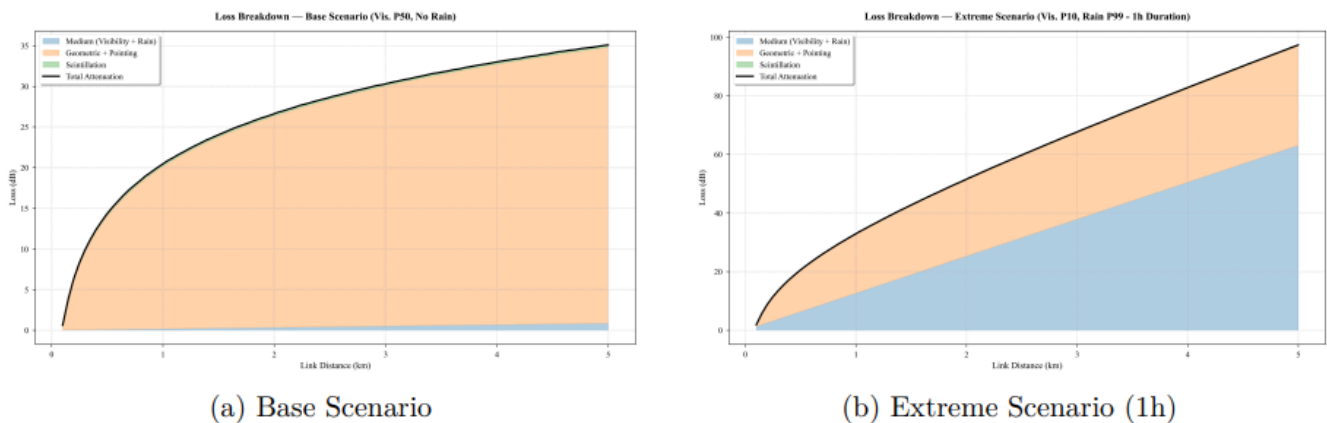 Loss Breakdown — Base Scenario (Vis. P50, No Rain)
Medium (Visibility + Rain)
Geometric + Pointing
Scintillation
Total Attenuation
35
30
25
20
15
10
5
0
Loss (dB)
0 1 2 3 4 5
Link Distance (km)
(a) Base Scenario
Loss Breakdown — Extreme Scenario (Vis. P10, Rain P99 - 1h Duration)
Medium (Visibility + Rain)
Geometric + Pointing
Scintillation
Total Attenuation
100
80
60
40
20
0
Loss (dB)
0 1 2 3 4 5
Link Distance (km)
(b) Extreme Scenario (1h)